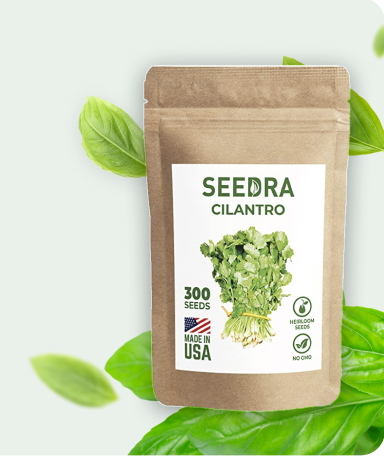 SEEDRA
CILANTRO
300
SEEDS
MADE IN
USA
HEIRLOOM
SEEDS
NO GMO